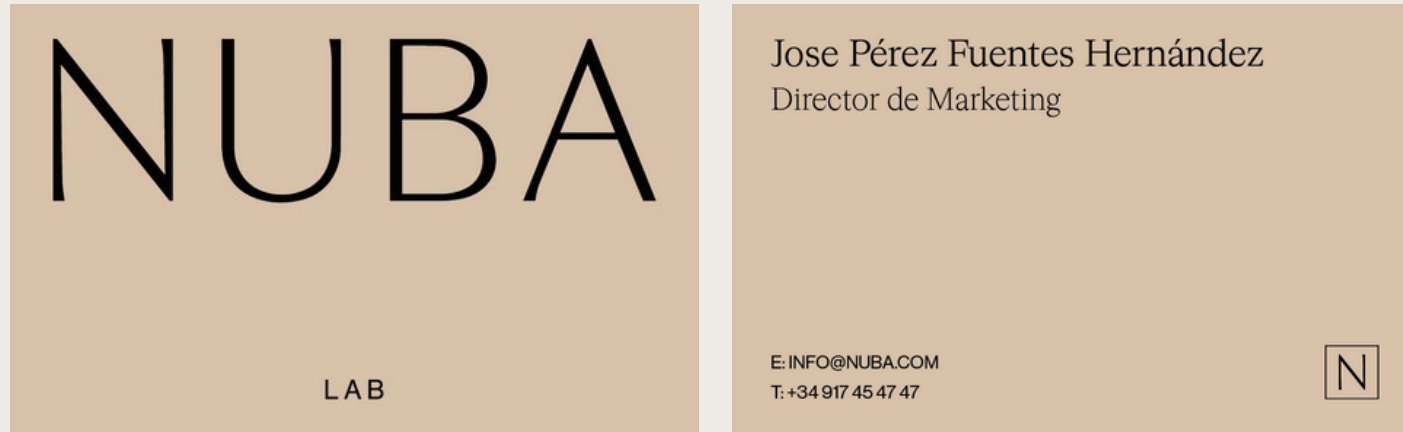 NUBA
LAB
Jose Pérez Fuentes Hernández
Director de Marketing
E: INFO@NUBA.COM
T: +34 917 45 47 47
N